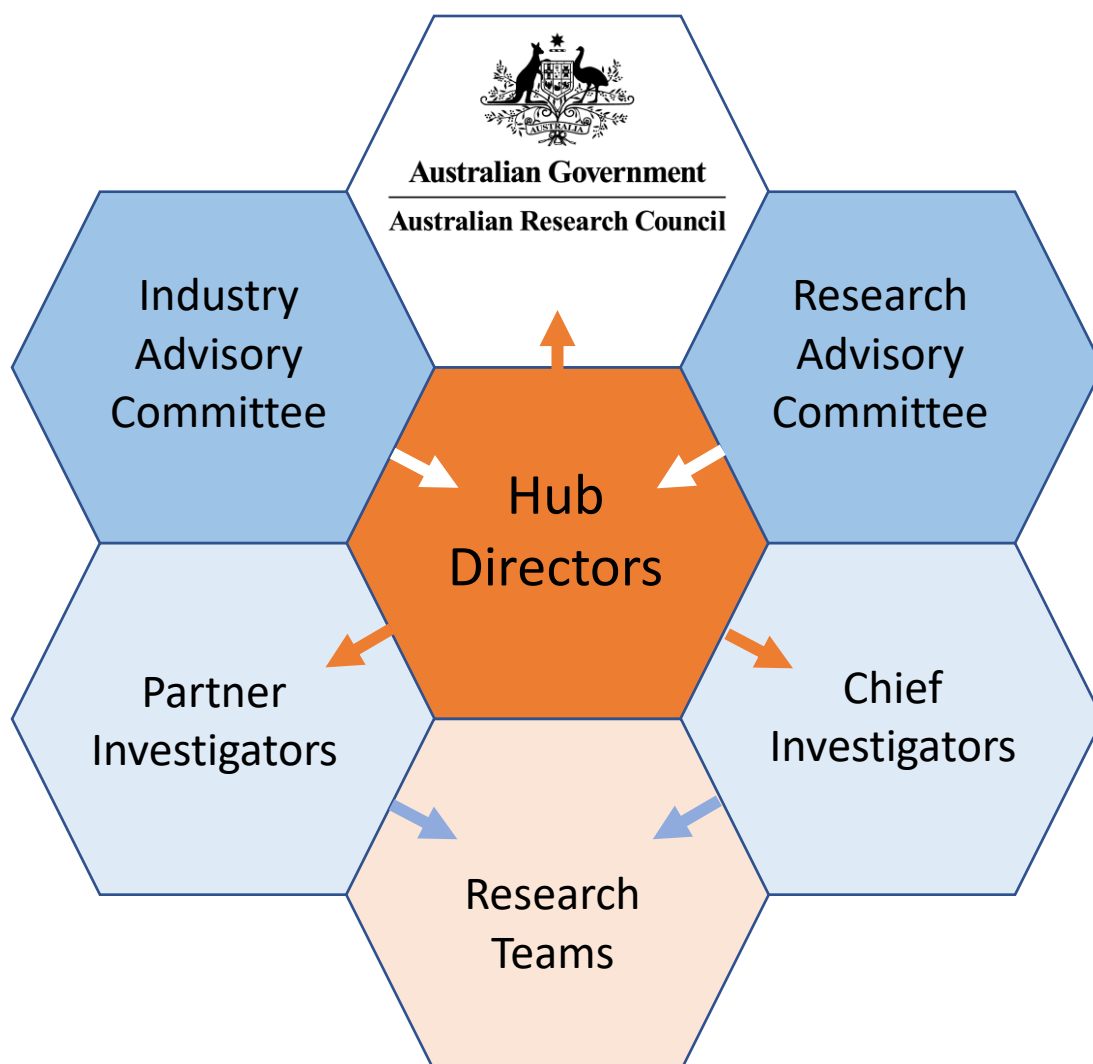 AUSTRALIA
Australian Government
Australian Research Council
Industry
Advisory
Committee
Research
Advisory
Committee
Hub
Directors
Partner
Investigators
Chief
Investigators
Research
Teams